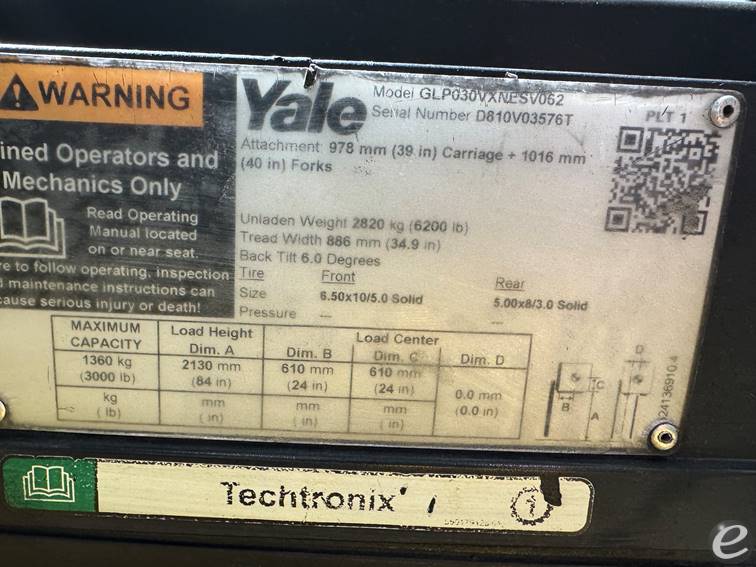 WARNING
ined Operators and
Mechanics Only
Read Operating
Manual located
on or near seat.
re to follow operating, inspection
maintenance instructions can
ause serious injury or death!
Yale
Model GLP030VXNESV062
Serial Number D810V03576T
PLT 1
Attachment 978 mm (39 in) Carriage + 1016 mm
(40 in) Forks
Unladen Weight 2820 kg (6200 lb)
Tread Width 886 mm (34.9 in)
Back Tilt 6.0 Degrees
Tire Front Rear
Size 6.50x10/5.0 Solid 5.00x8/3.0 Solid
Pressure --- ---
MAXIMUM CAPACITY Load Height Dim. A Load Center
Dim. B Dim. C Dim. D
1360 kg 2130 mm 610 mm 610 mm 0.0 mm
(3000 lb) (84 in) (24 in) (24 in) (0.0 in)
kg mm mm mm
(lb) (in) (in) (in)
D
C
B
A
24136910.4
Techtronix
1
e